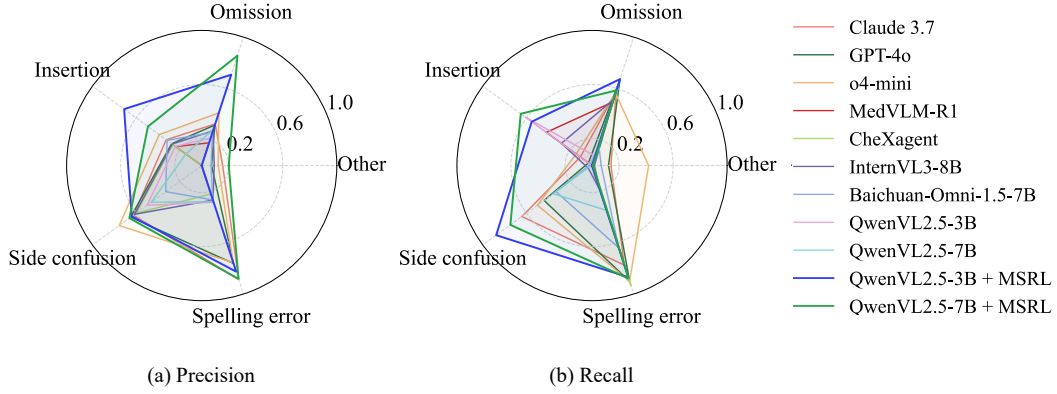 Omission
Insertion
1.0
0.6
0.2
Other
Side confusion
Spelling error
(a) Precision
Omission
Insertion
1.0
0.6
0.2
Other
Side confusion
Spelling error
(b) Recall
Claude 3.7
GPT-4o
o4-mini
MedVLM-R1
CheXagent
InternVL3-8B
Baichuan-Omni-1.5-7B
QwenVL2.5-3B
QwenVL2.5-7B
QwenVL2.5-3B + MSRL
QwenVL2.5-7B + MSRL